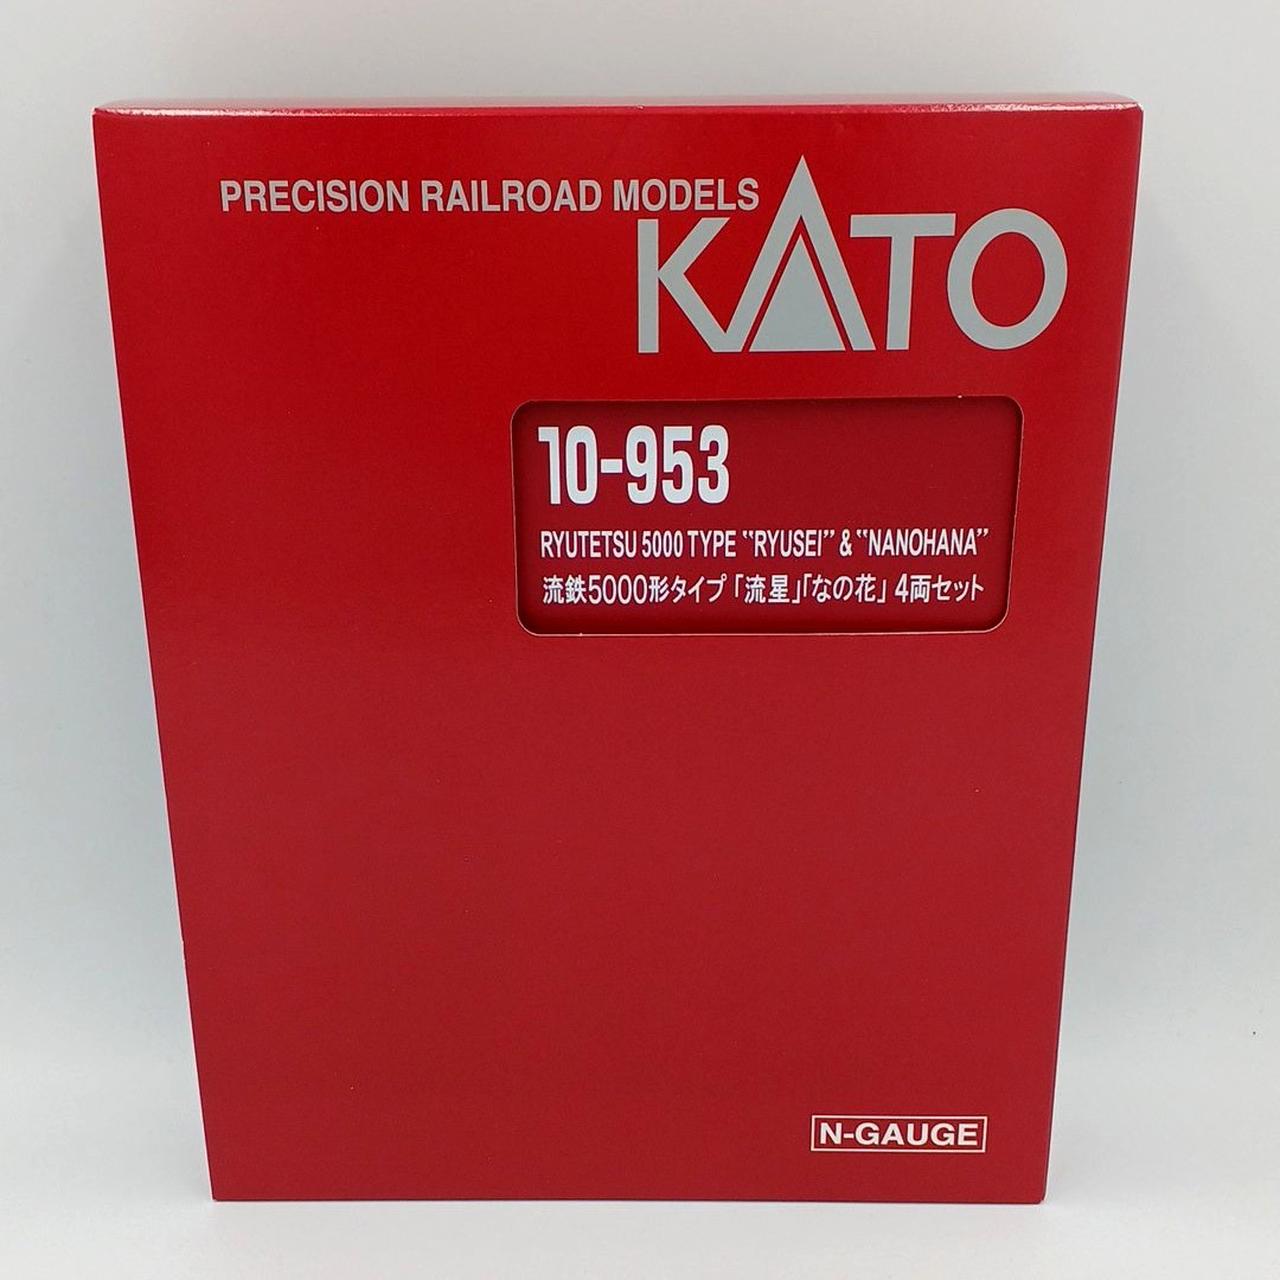 PRECISION RAILROAD MODELS
KATO
10-953
RYUTETSU 5000 TYPE “RYUSEI” & “NANOHANA”
流鉄5000形タイプ「流星」「なの花」4両セット
N-GAUGE